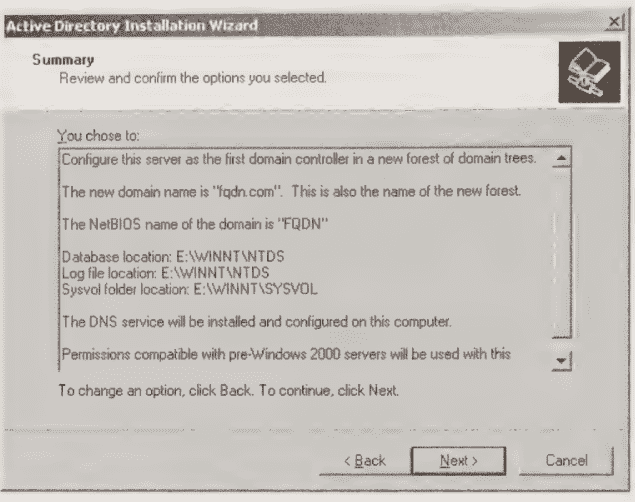 Active Directory Installation Wizard
Summary
Review and confirm the options you selected.
You chose to:
Configure this server as the first domain controller in a new forest of domain trees.
The new domain name is "fqdn.com". This is also the name of the new forest.
The NetBIOS name of the domain is "FQDN"
Database location: E:\WINNT\NTDS
Log file location: E:\WINNT\NTDS
Sysvol folder location: E:\WINNT\SYSVOL
The DNS service will be installed and configured on this computer.
Permissions compatible with pre-Windows 2000 servers will be used with this
To change an option, click Back. To continue, click Next.
< Back Next > Cancel